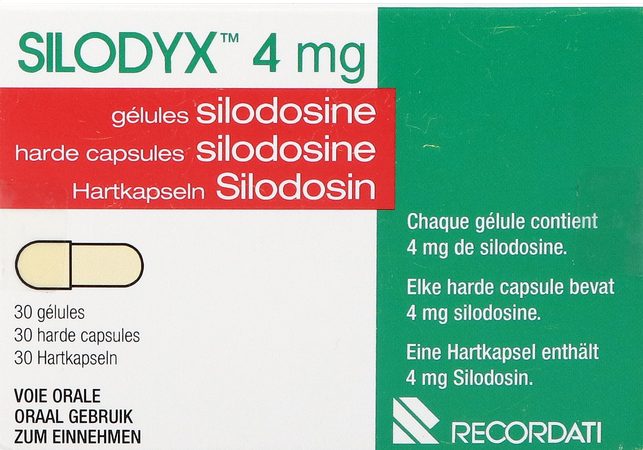 SILODYX™ 4 mg
gélules silodosine
harde capsules silodosine
Hartkapseln Silodosin
Chaque gélule contient
4 mg de silodosine.
Elke harde capsule bevat
4 mg silodosine.
Eine Hartkapsel enthält
4 mg Silodosin.
30 gélules
30 harde capsules
30 Hartkapseln
VOIE ORALE
ORAAL GEBRUIK
ZUM EINNEHMEN
RECORDATI